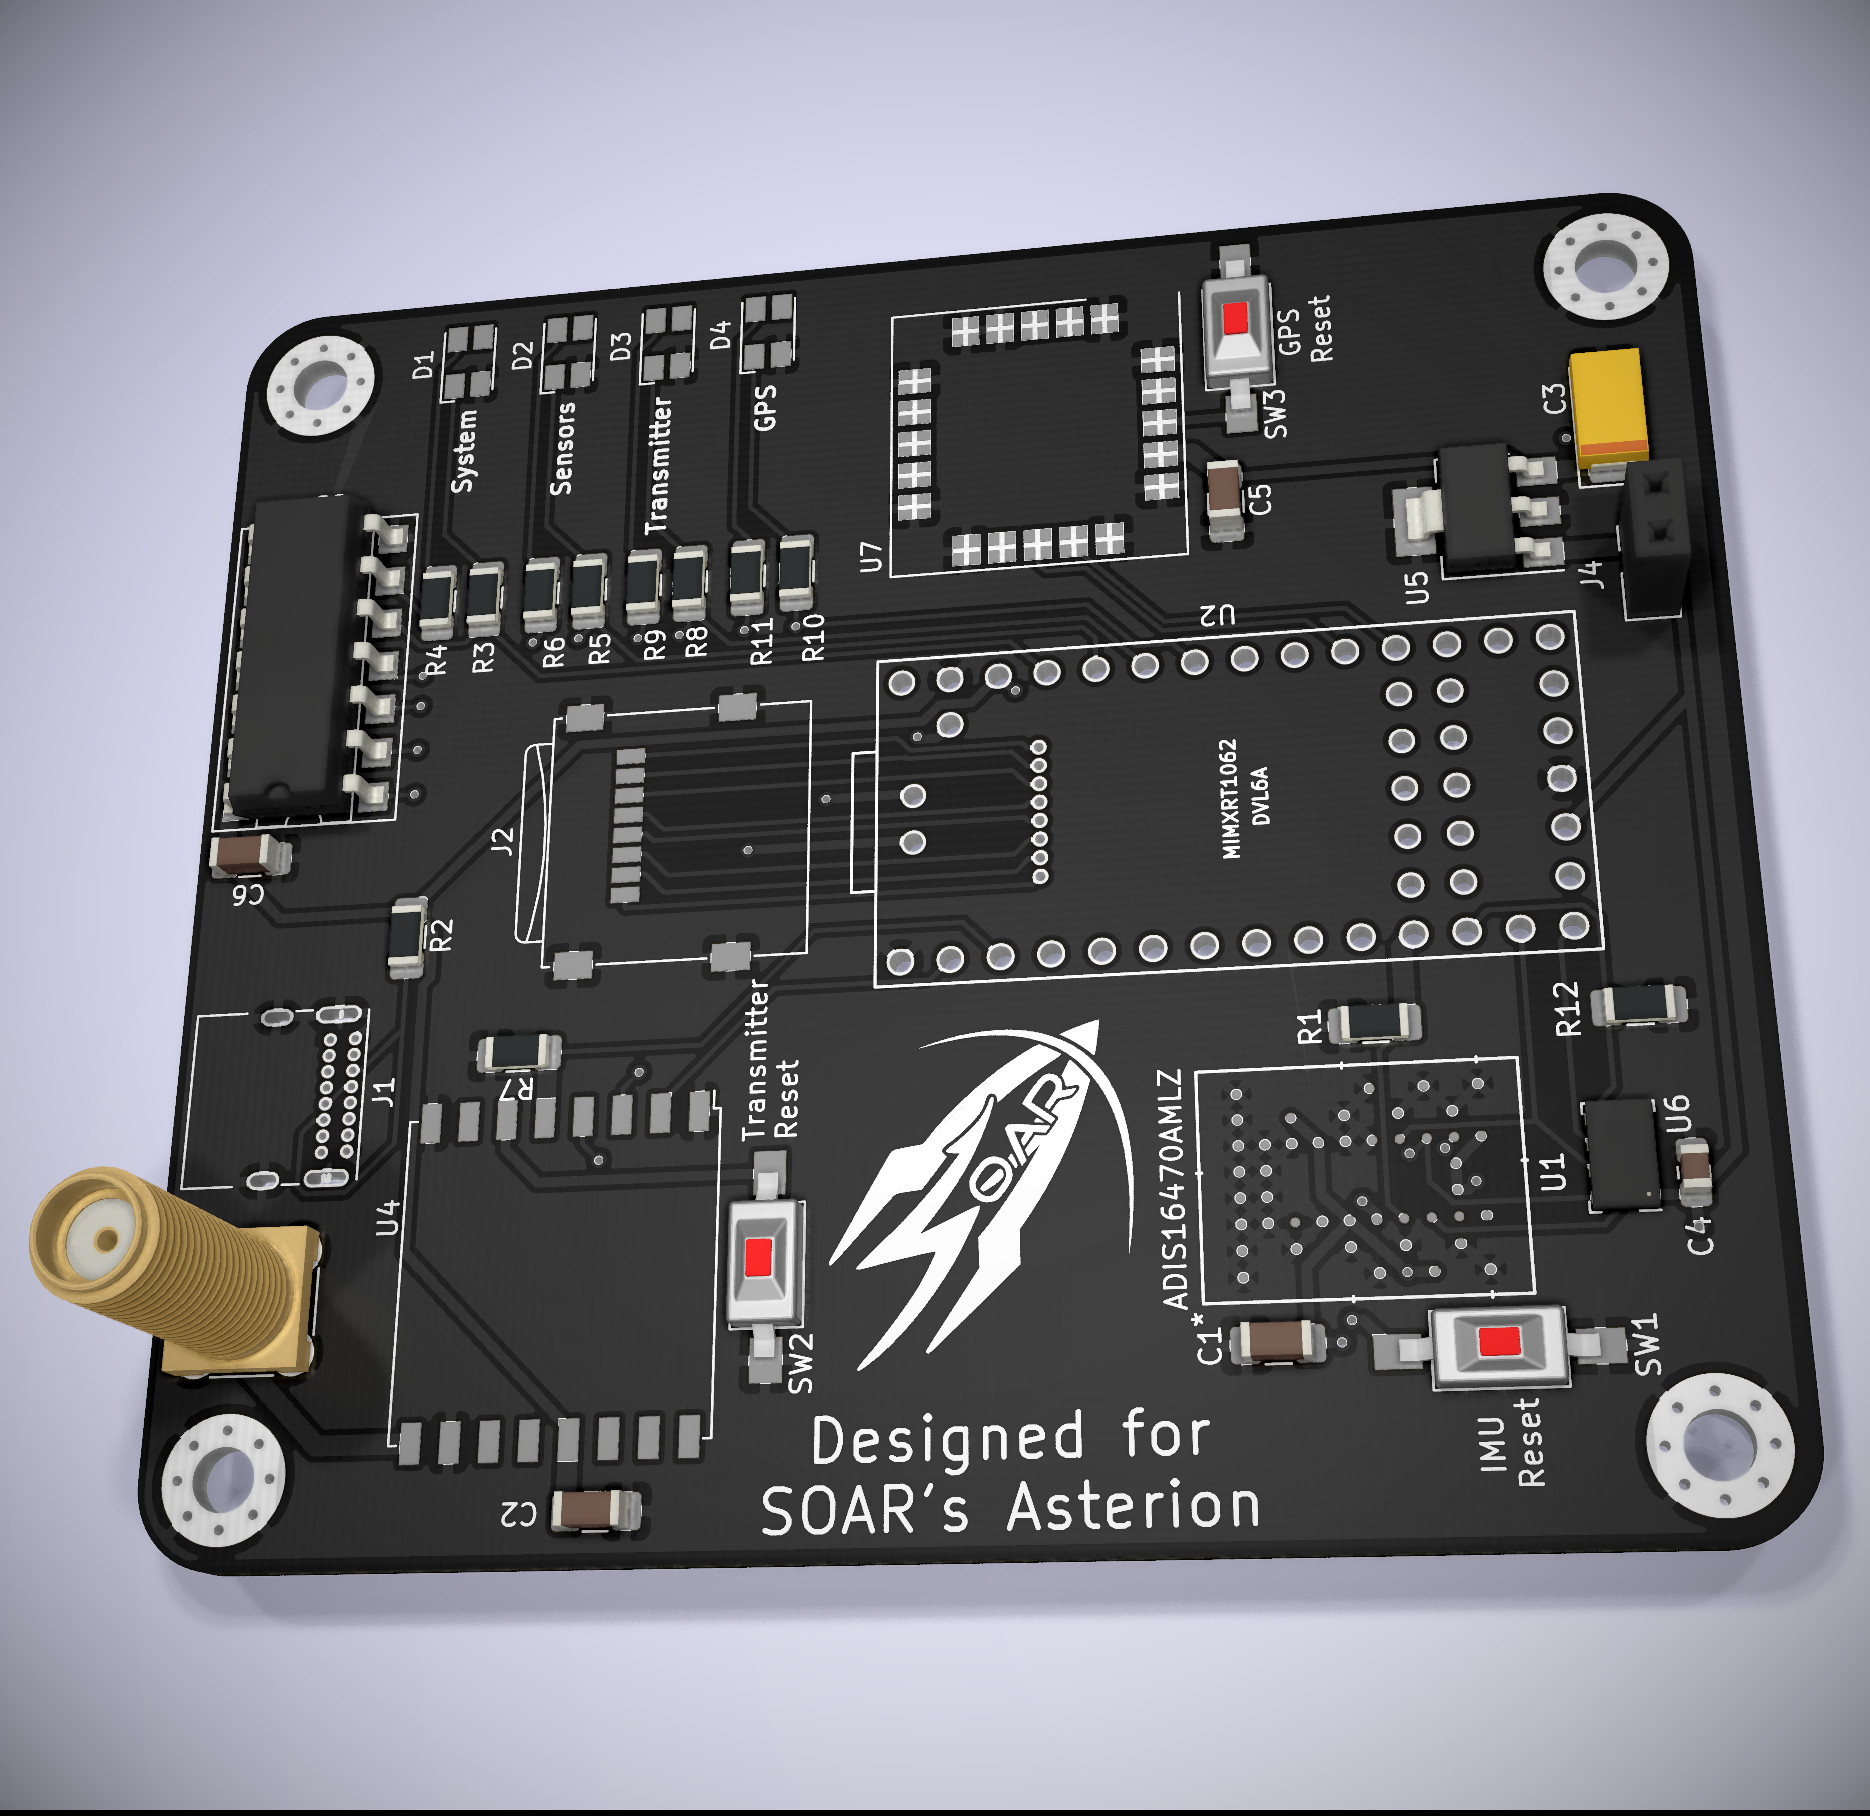 D1
D2
D3
D4
System
Sensors
Transmitter
GPS
GPS
Reset
SW3
C3
C5
U7
U5
J4
R4
R3
R6
R5
R9
R8
R11
R10
U2
MIMXRT1062
DVL6A
J2
C6
R2
J1
R7
Transmitter
Reset
U4
SW2
SOAR
R1
R12
ADIS16470AMLZ
U1
U6
C4
C1*
SW1
IMU
Reset
C2
Designed for
SOAR's Asterion